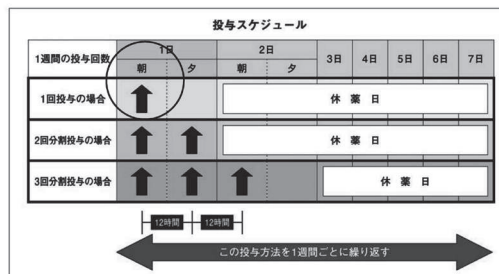 投与スケジュール
1週間の投与回数 1日 2日 3日 4日 5日 6日 7日
朝 夕 朝 夕
1回投与の場合 休薬日
2回分割投与の場合 休薬日
3回分割投与の場合 休薬日
12時間 12時間
この投与方法を1週間ごとに繰り返す